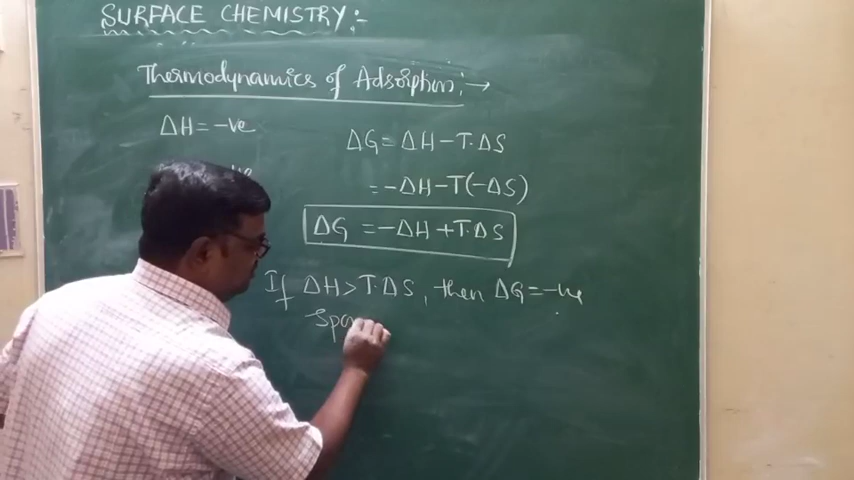 SURFACE CHEMISTRY:-
Thermodynamics of Adsorption:→
ΔH = -ve
ΔG = ΔH - T·ΔS
= -ΔH - T(-ΔS)
ΔG = -ΔH + T·ΔS
If ΔH > T·ΔS, then ΔG = -ve
Spo